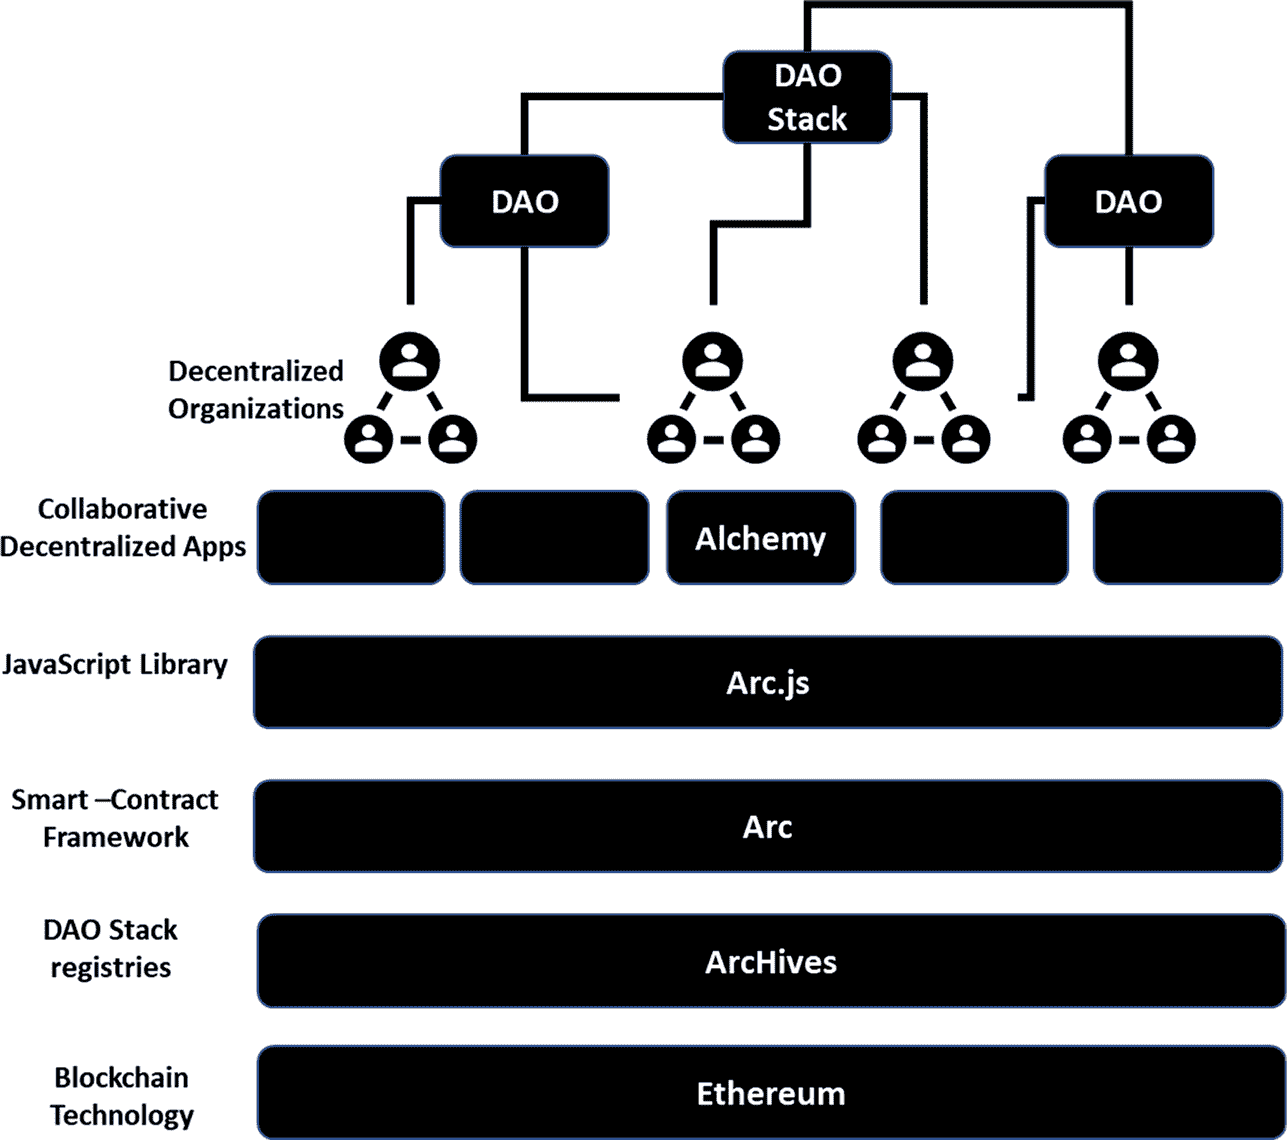 DAO
Stack
DAO
DAO
Decentralized
Organizations
Collaborative
Decentralized Apps
Alchemy
JavaScript Library
Arc.js
Smart –Contract
Framework
Arc
DAO Stack
registries
ArcHives
Blockchain
Technology
Ethereum